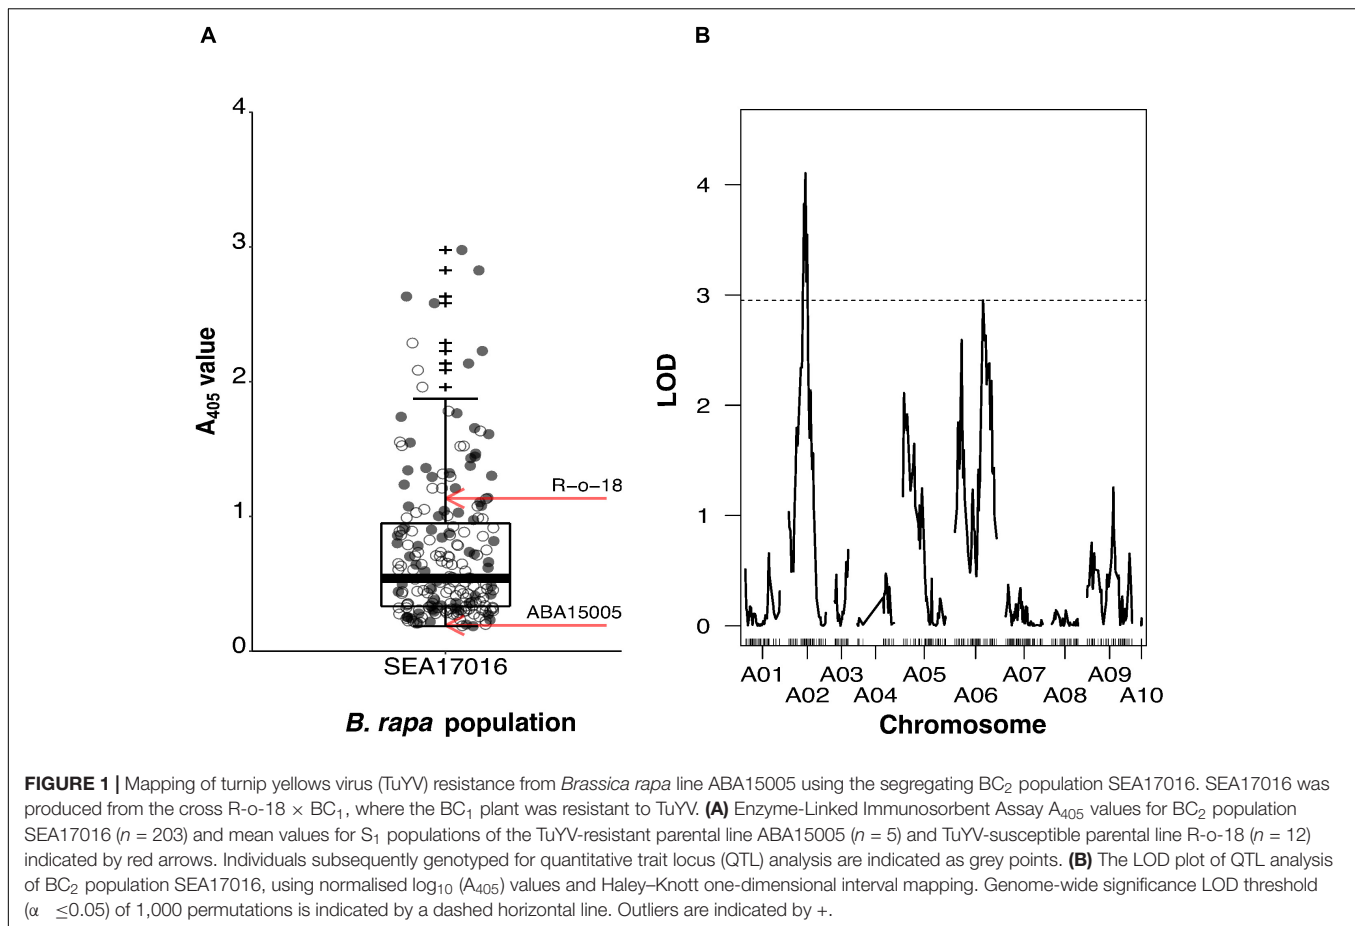 A
B
4
3
2
1
0
A405 value
R−o−18
ABA15005
SEA17016
B. rapa population
4
3
2
1
0
LOD
A01 A03 A05 A07 A09
A02 A04 A06 A08 A10
Chromosome
FIGURE 1 | Mapping of turnip yellows virus (TuYV) resistance from Brassica rapa line ABA15005 using the segregating BC2 population SEA17016. SEA17016 was
produced from the cross R-o-18 × BC1, where the BC1 plant was resistant to TuYV. (A) Enzyme-Linked Immunosorbent Assay A405 values for BC2 population
SEA17016 (n = 203) and mean values for S1 populations of the TuYV-resistant parental line ABA15005 (n = 5) and TuYV-susceptible parental line R-o-18 (n = 12)
indicated by red arrows. Individuals subsequently genotyped for quantitative trait locus (QTL) analysis are indicated as grey points. (B) The LOD plot of QTL analysis
of BC2 population SEA17016, using normalised log10 (A405) values and Haley–Knott one-dimensional interval mapping. Genome-wide significance LOD threshold
(α ≤0.05) of 1,000 permutations is indicated by a dashed horizontal line. Outliers are indicated by +.